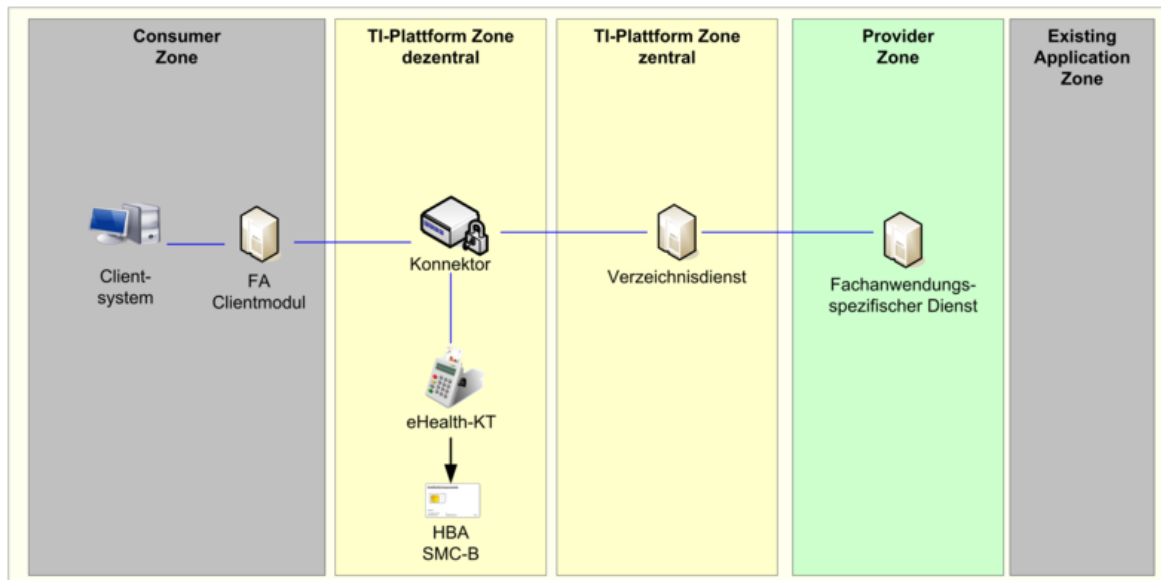 Consumer
Zone
TI-Plattform Zone
dezentral
TI-Plattform Zone
zentral
Provider
Zone
Existing
Application
Zone
Client-
system
FA
Clientmodul
Konnektor
Verzeichnisdienst
Fachanwendungs-
spezifischer Dienst
eHealth-KT
HBA
SMC-B